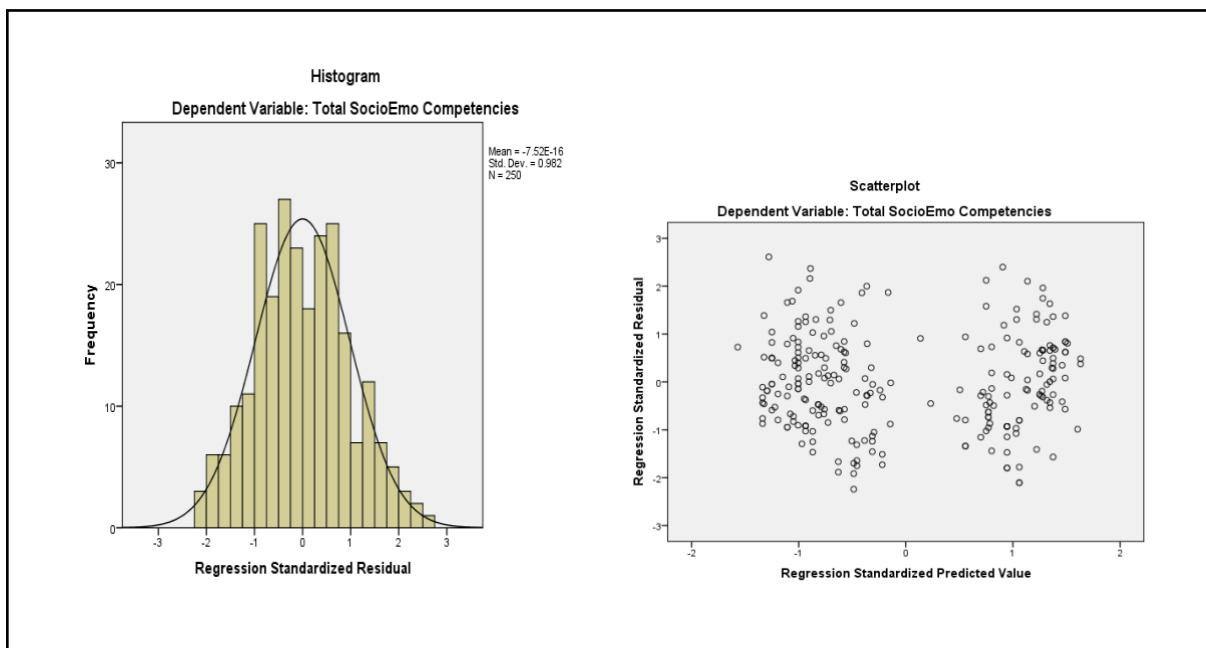 Histogram
Dependent Variable: Total SocioEmo Competencies
Mean = -7.52E-16
Std. Dev. = 0.982
N = 250
Frequency
30
20
10
0
-3 -2 -1 0 1 2 3
Regression Standardized Residual
Scatterplot
Dependent Variable: Total SocioEmo Competencies
Regression Standardized Residual
3
2
1
0
-1
-2
-3
-2 -1 0 1 2
Regression Standardized Predicted Value